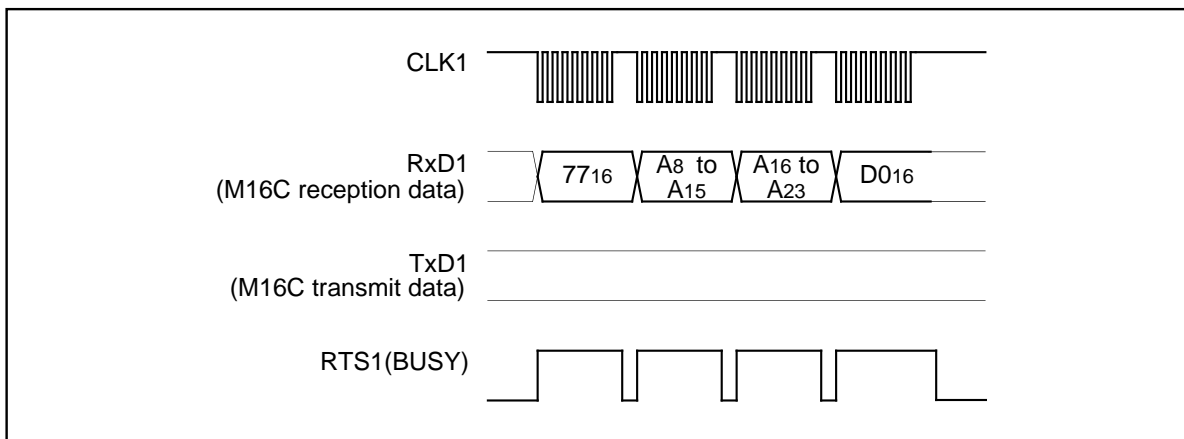 CLK1
RxD1
(M16C reception data)
7716
A8 to
A15
A16 to
A23
D016
TxD1
(M16C transmit data)
RTS1(BUSY)